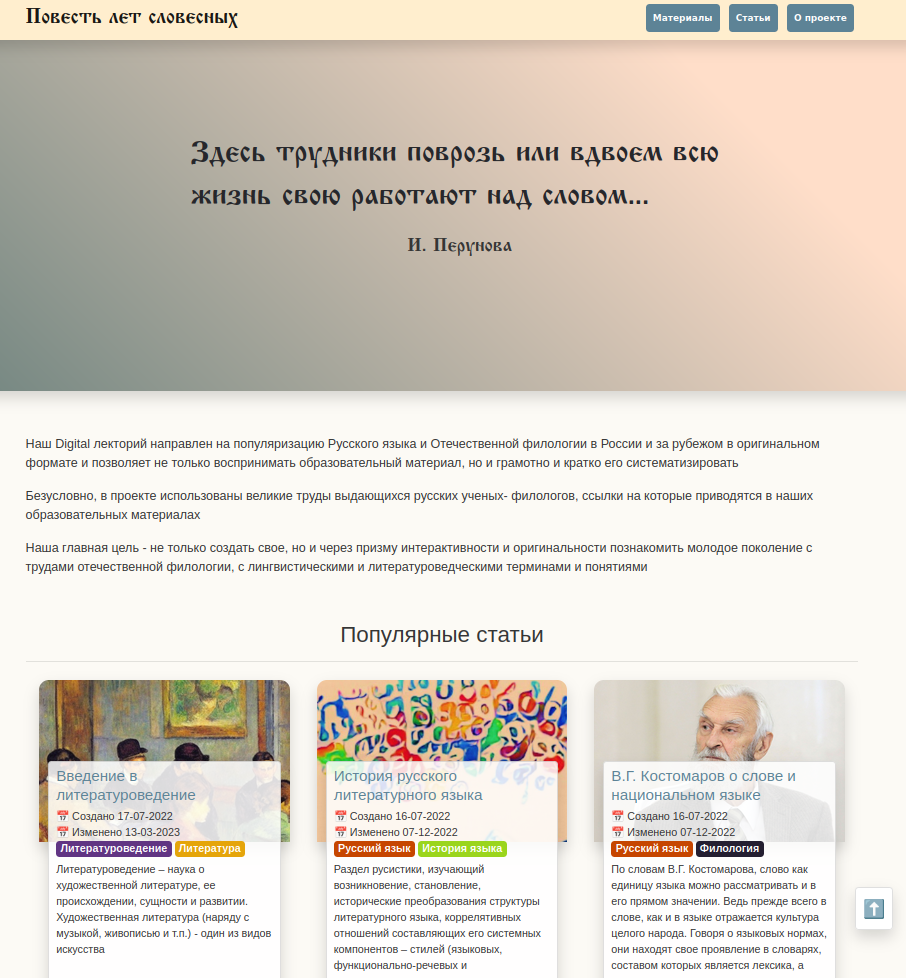 Повесть лет словесных
Материалы Статьи О проекте
Здесь трудники поврозь или вдвоем всю
жизнь свою работают над словом...
И. Перунова
Наш Digital лекторий направлен на популяризацию Русского языка и Отечественной филологии в России и за рубежом в оригинальном
формате и позволяет не только воспринимать образовательный материал, но и грамотно и кратко его систематизировать
Безусловно, в проекте использованы великие труды выдающихся русских ученых- филологов, ссылки на которые приводятся в наших
образовательных материалах
Наша главная цель - не только создать свое, но и через призму интерактивности и оригинальности познакомить молодое поколение с
трудами отечественной филологии, с лингвистическими и литературоведческими терминами и понятиями
Популярные статьи
Введение в
литературоведение
📅 Создано 17-07-2022
📅 Изменено 13-03-2023
Литературоведение Литература
Литературоведение – наука о
художественной литературе, ее
происхождении, сущности и развитии.
Художественная литература (наряду с
музыкой, живописью и т.п.) - один из видов
искусства
История русского
литературного языка
📅 Создано 16-07-2022
📅 Изменено 07-12-2022
Русский язык История языка
Раздел русистики, изучающий
возникновение, становление,
исторические преобразования структуры
литературного языка, коррелятивных
отношений составляющих его системных
компонентов – стилей (языковых,
функционально-речевых и
В.Г. Костомаров о слове и
национальном языке
📅 Создано 16-07-2022
📅 Изменено 07-12-2022
Русский язык Филология
По словам В.Г. Костомарова, слово как
единицу языка можно рассматривать и в
его прямом значении. Ведь прежде всего в
слове, как и в языке отражается культура
целого народа. Говоря о языковых нормах,
они находят свое проявление в словарях,
составом которых является лексика, а